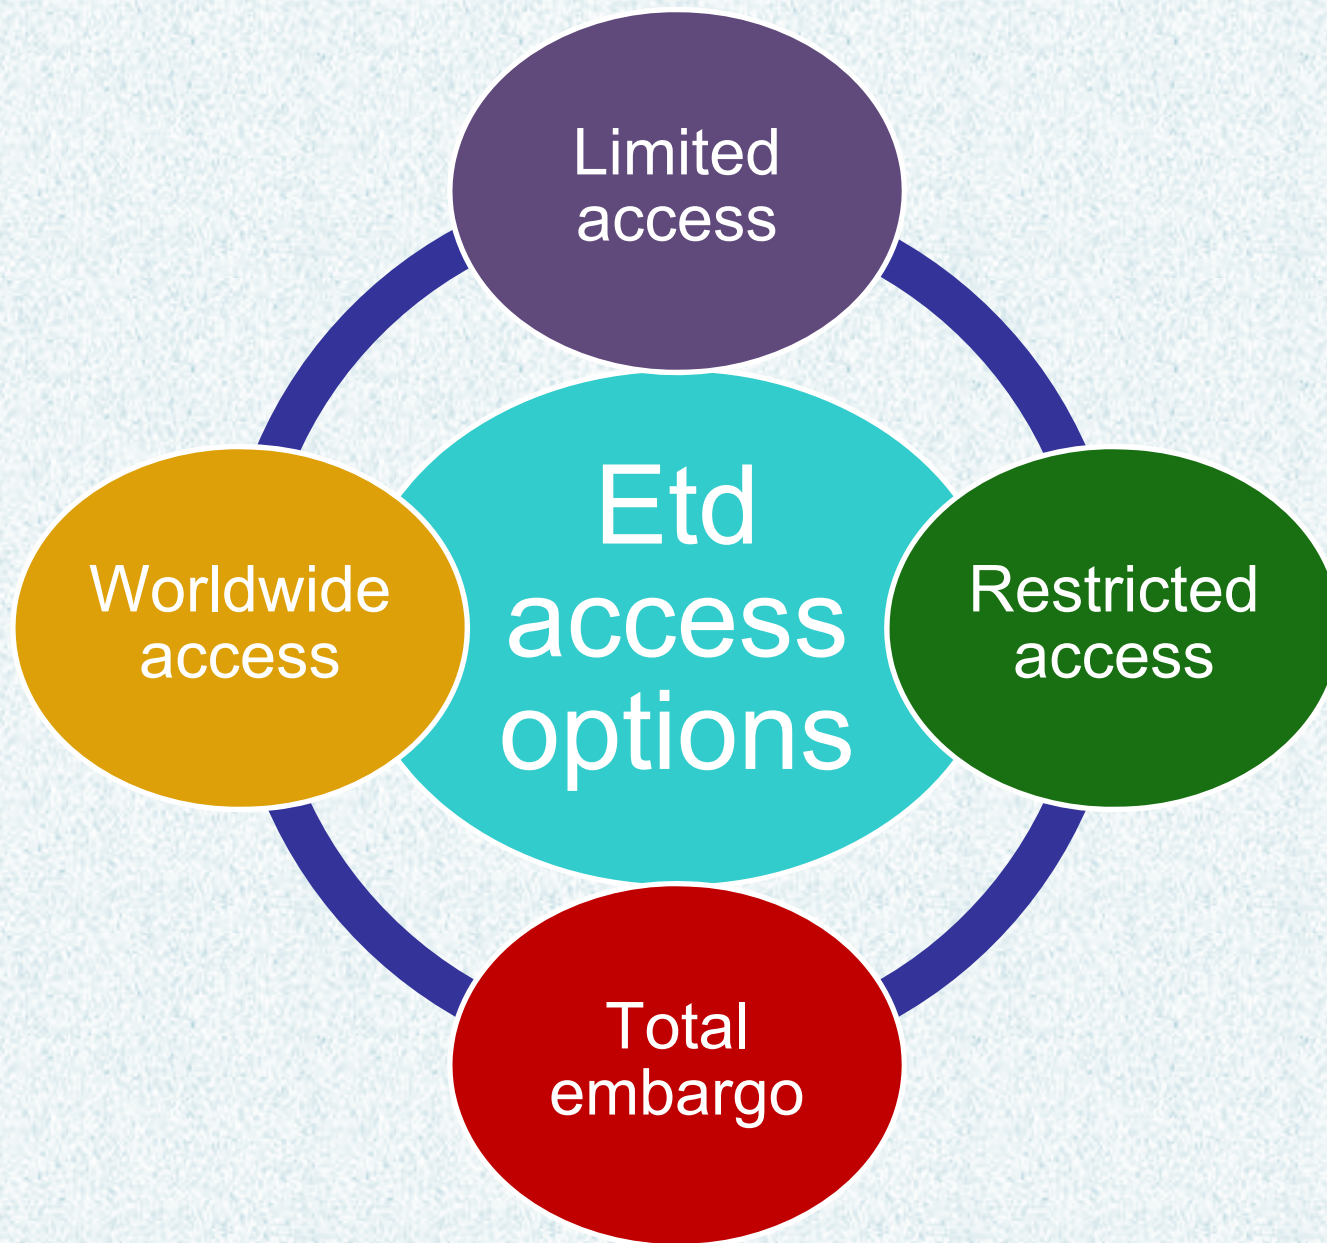 Limited
access
Etd
access
options
Worldwide
access
Restricted
access
Total
embargo